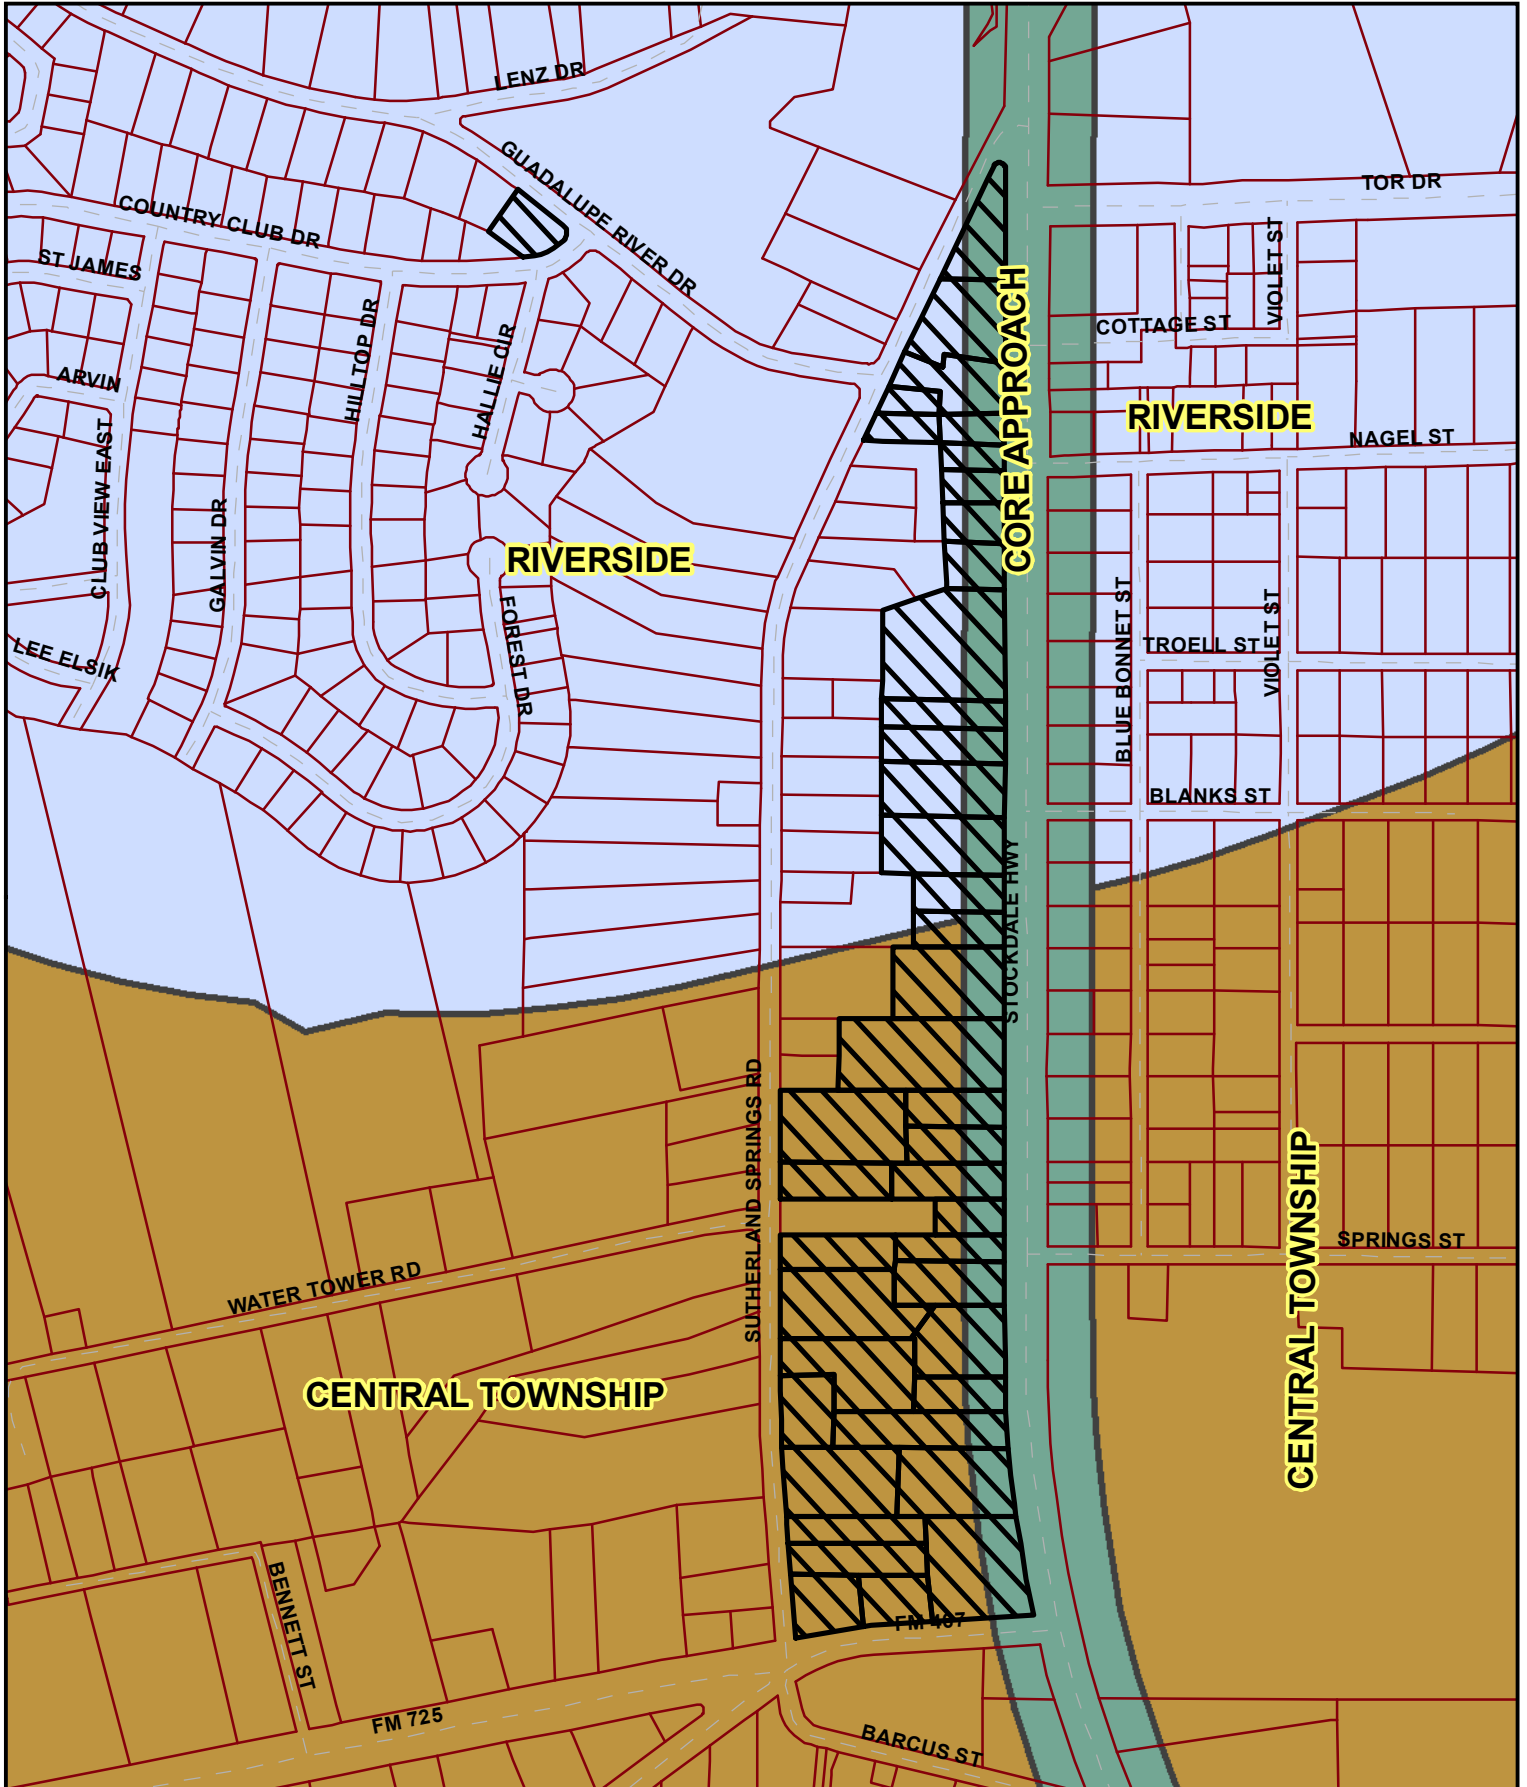 LENZ DR
GUADALUPE RIVER DR
TOR DR
COUNTRY CLUB DR
ST JAMES
VIOLET ST
CORE APPROACH
COTTAGE ST
HILLTOP DR
HALLIE CIR
ARVIN
RIVERSIDE
NAGEL ST
CLUB VIEW EAST
GALVIN DR
RIVERSIDE
FOREST DR
BLUE BONNET ST
VIOLET ST
TROELL ST
LEE ELSIK
BLANKS ST
STOCKDALE HWY
SUTHERLAND SPRINGS RD
CENTRAL TOWNSHIP
SPRINGS ST
WATER TOWER RD
CENTRAL TOWNSHIP
BENNETT ST
FM 467
FM 725
BARCUS ST